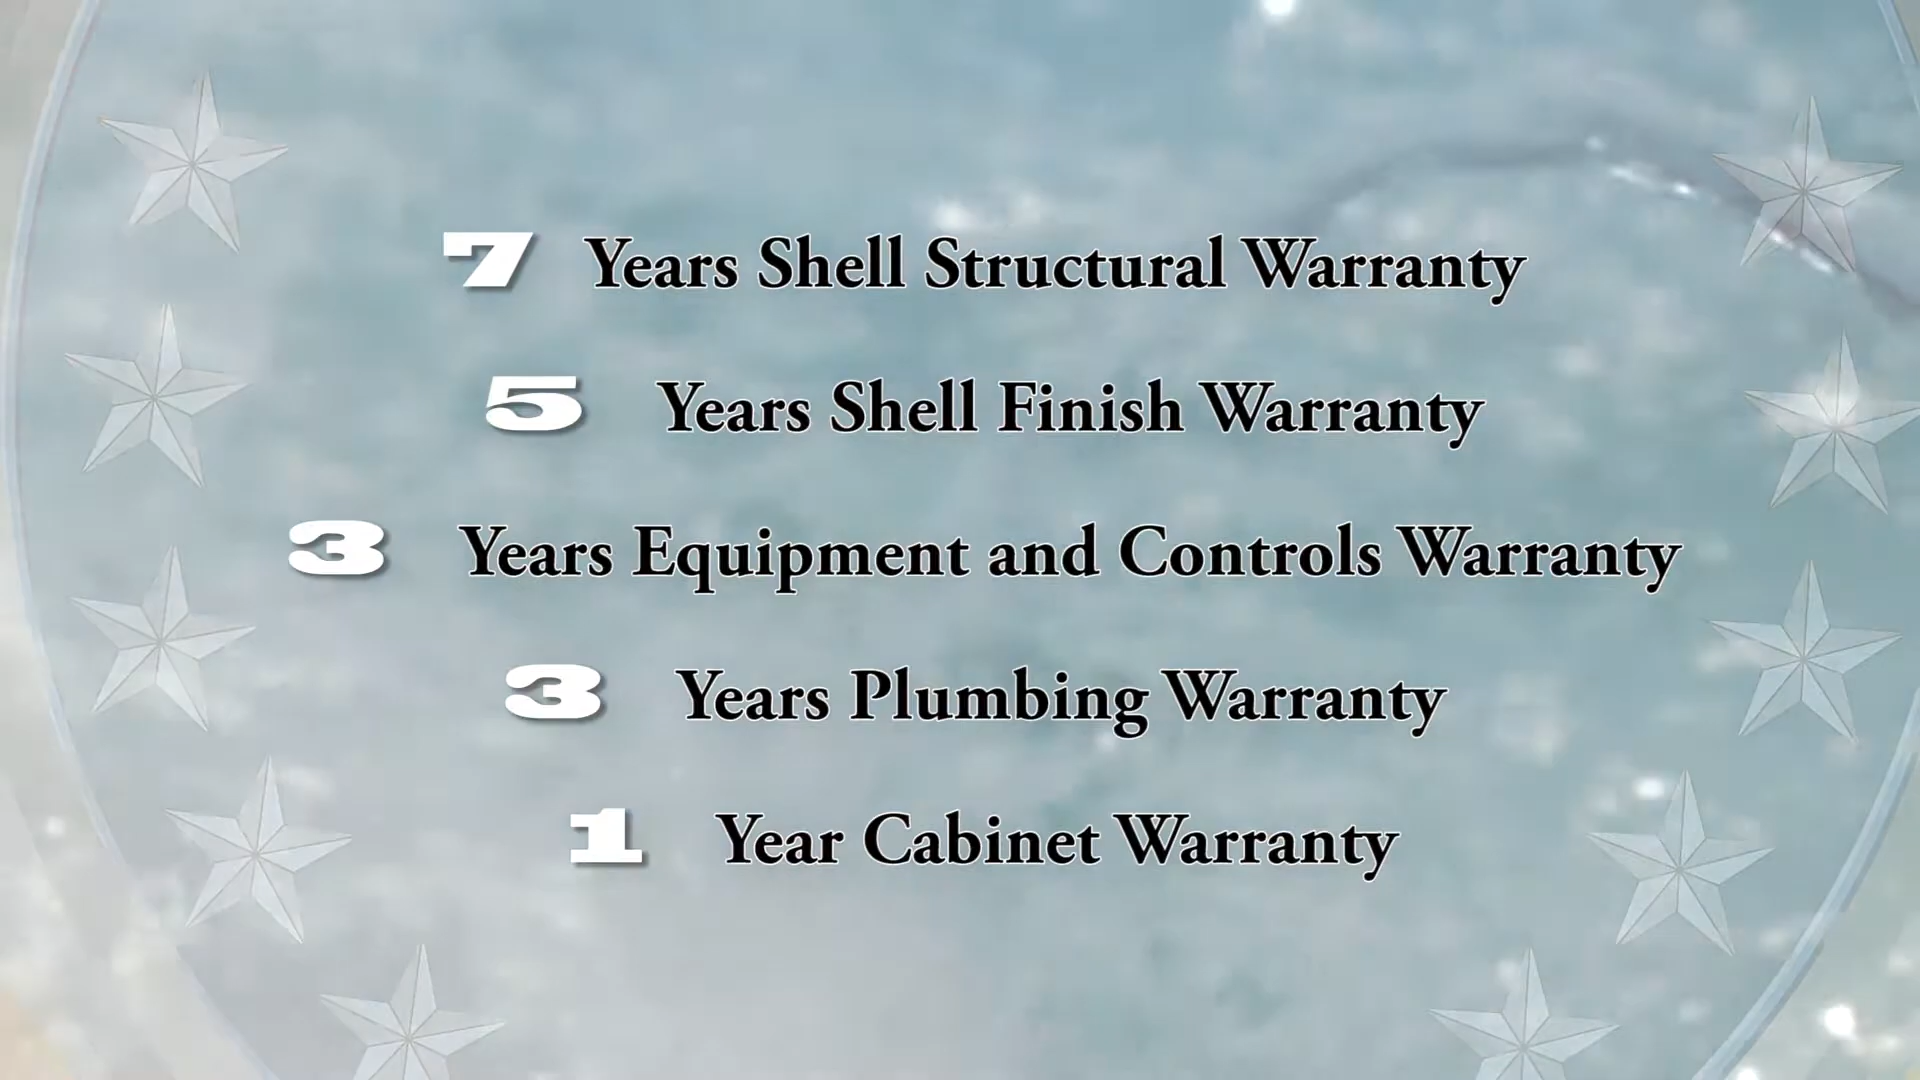 7 Years Shell Structural Warranty
5 Years Shell Finish Warranty
3 Years Equipment and Controls Warranty
3 Years Plumbing Warranty
1 Year Cabinet Warranty